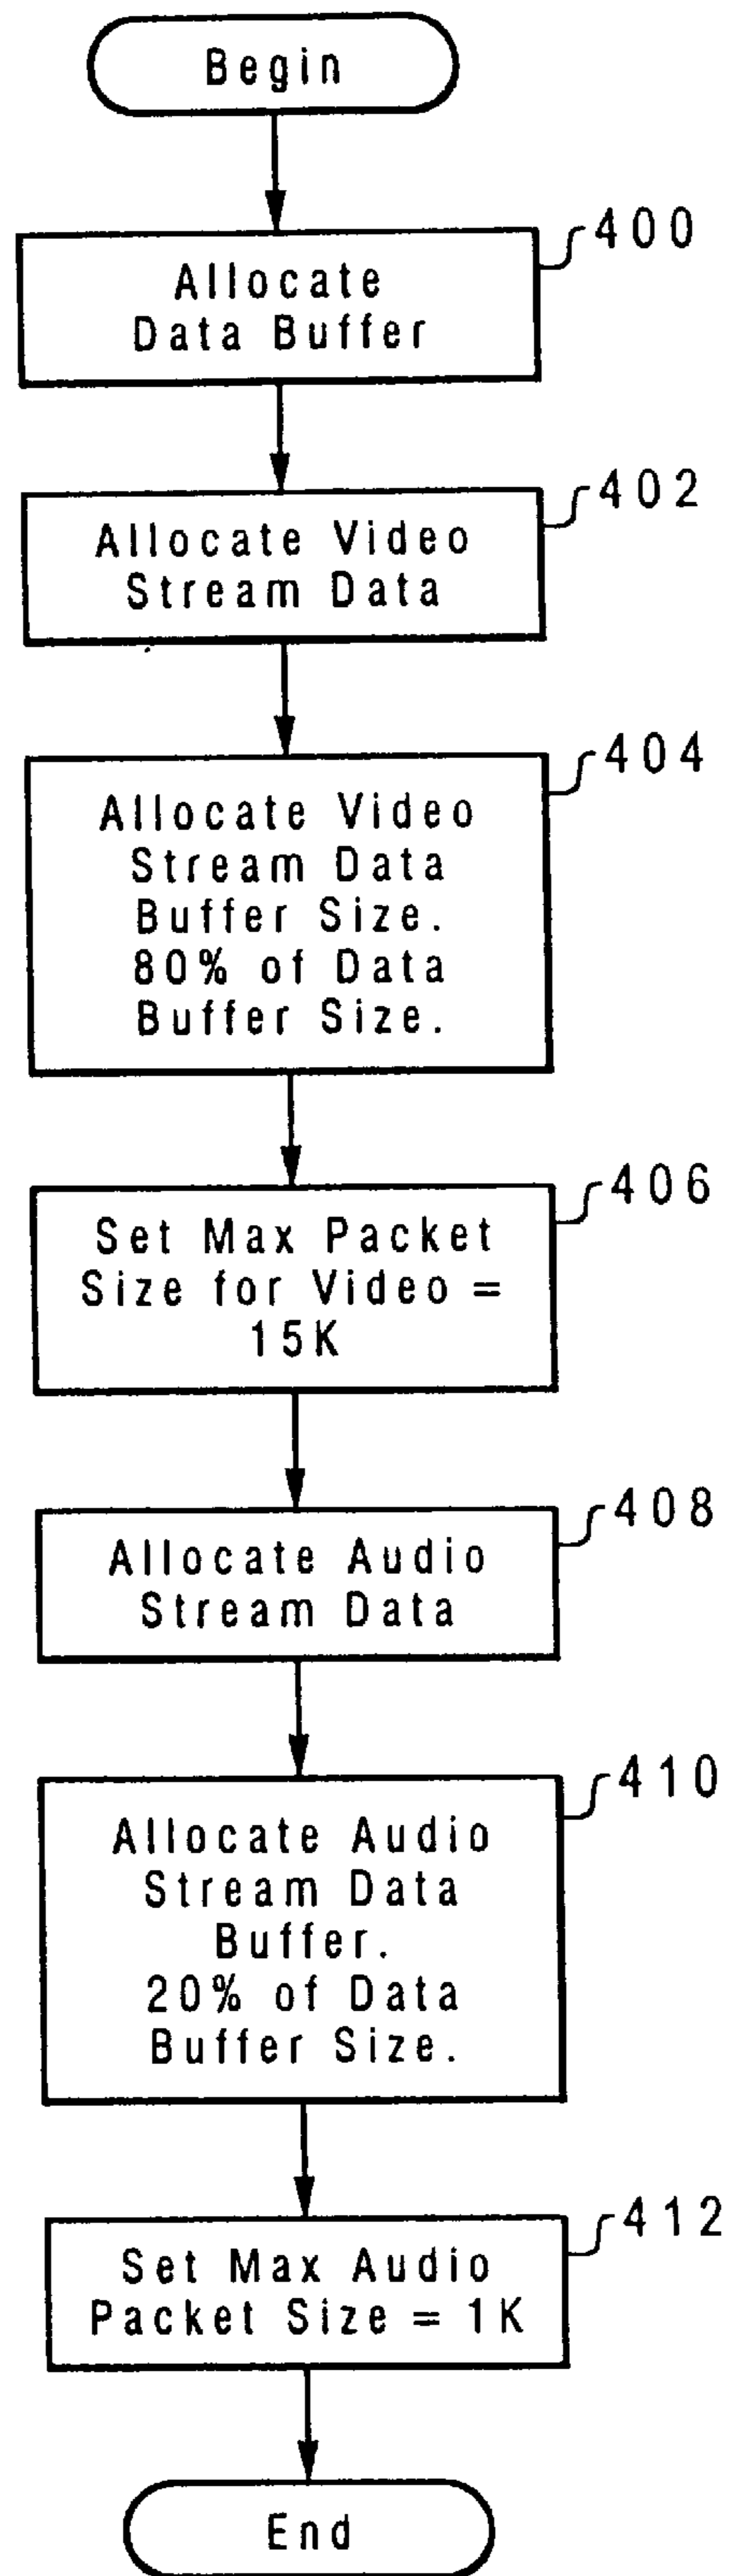 Begin
400
Allocate
Data Buffer
402
Allocate Video
Stream Data
404
Allocate Video
Stream Data
Buffer Size.
80% of Data
Buffer Size.
406
Set Max Packet
Size for Video =
15K
408
Allocate Audio
Stream Data
410
Allocate Audio
Stream Data
Buffer.
20% of Data
Buffer Size.
412
Set Max Audio
Packet Size = 1K
End